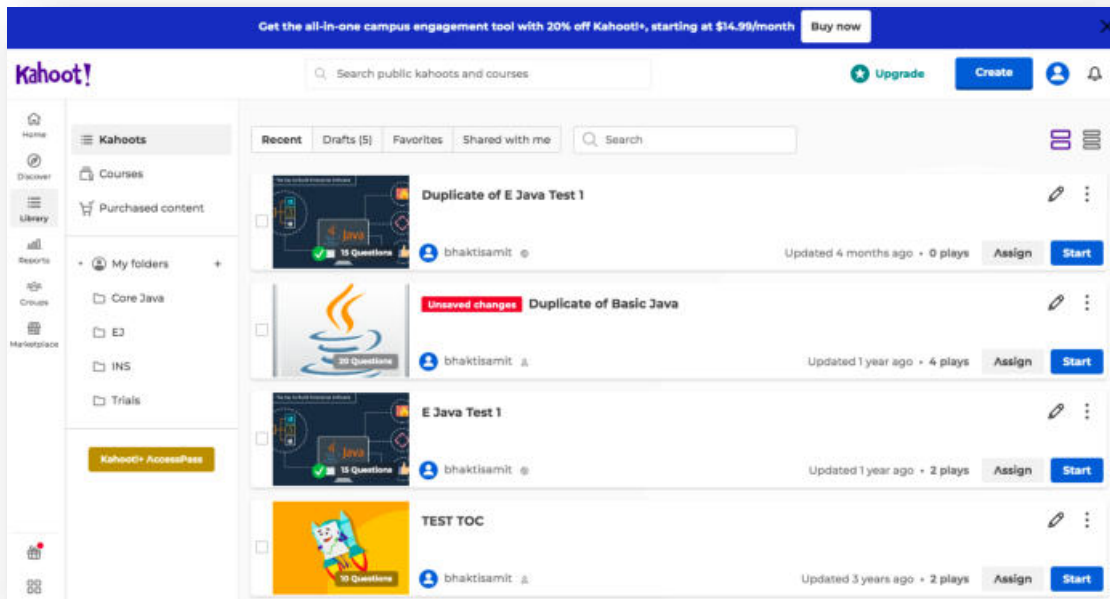 Get the all-in-one campus engagement tool with 20% off Kahoot!+, starting at $14.99/month Buy now
Kahoot!
Search public kahoots and courses
Upgrade
Create
Home
Discover
Library
Reports
Groups
Marketplace
Kahoots
Courses
Purchased content
My folders +
Core Java
EJ
INS
Trials
Kahoot!+ AccessPass
Recent Drafts (5) Favorites Shared with me Search
Duplicate of E Java Test 1
Java
15 Questions
bhaktisamit Updated 4 months ago • 0 plays Assign Start
Unsaved changes Duplicate of Basic Java
20 Questions
bhaktisamit Updated 1 year ago • 4 plays Assign Start
E Java Test 1
Java
15 Questions
bhaktisamit Updated 1 year ago • 2 plays Assign Start
TEST TOC
10 Questions
bhaktisamit Updated 3 years ago • 2 plays Assign Start